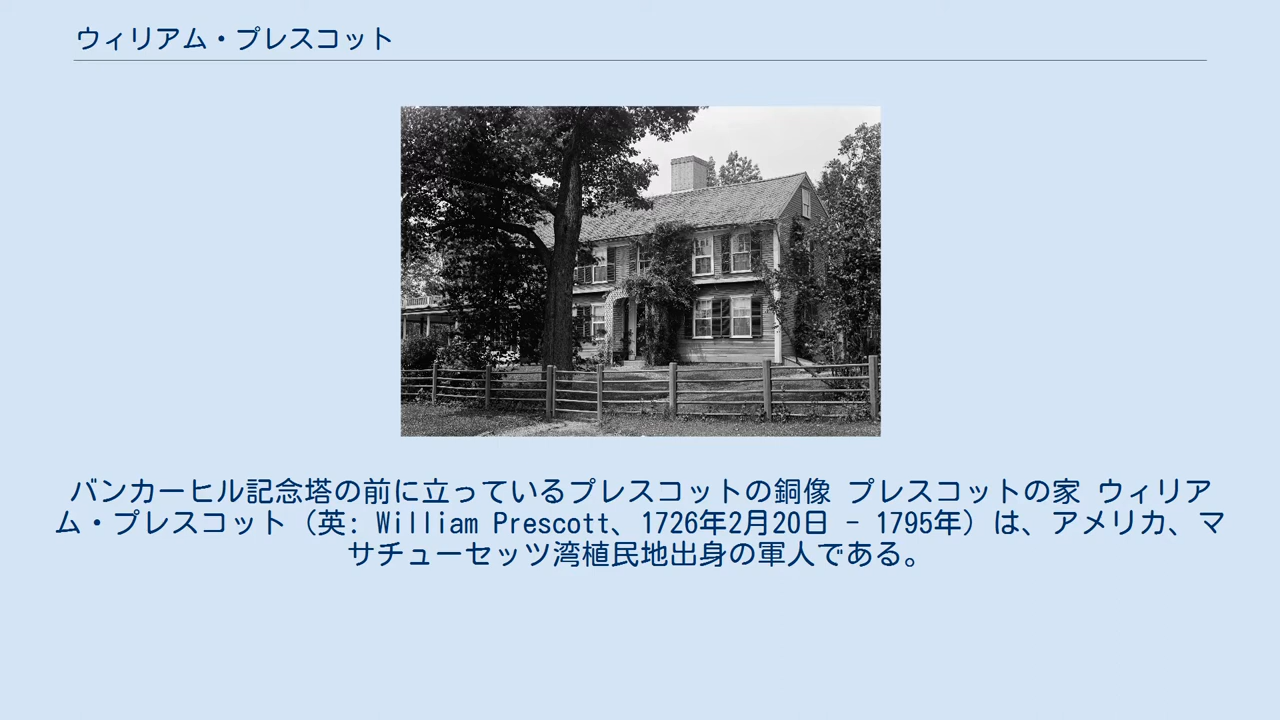 ウィリアム・プレスコット
バンカーヒル記念塔の前に立っているプレスコットの銅像 プレスコットの家 ウィリア
ム・プレスコット（英: William Prescott、1726年2月20日 - 1795年）は、アメリカ、マ
サチューセッツ湾植民地出身の軍人である。